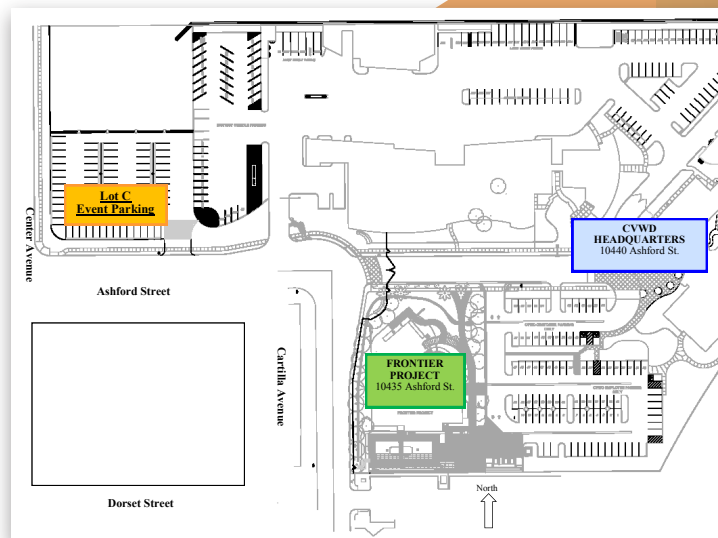 Lot C
Event Parking
Center Avenue
CVWD
HEADQUARTERS
10440 Ashford St.
Ashford Street
Cartilla Avenue
FRONTIER
PROJECT
10435 Ashford St.
North
Dorset Street